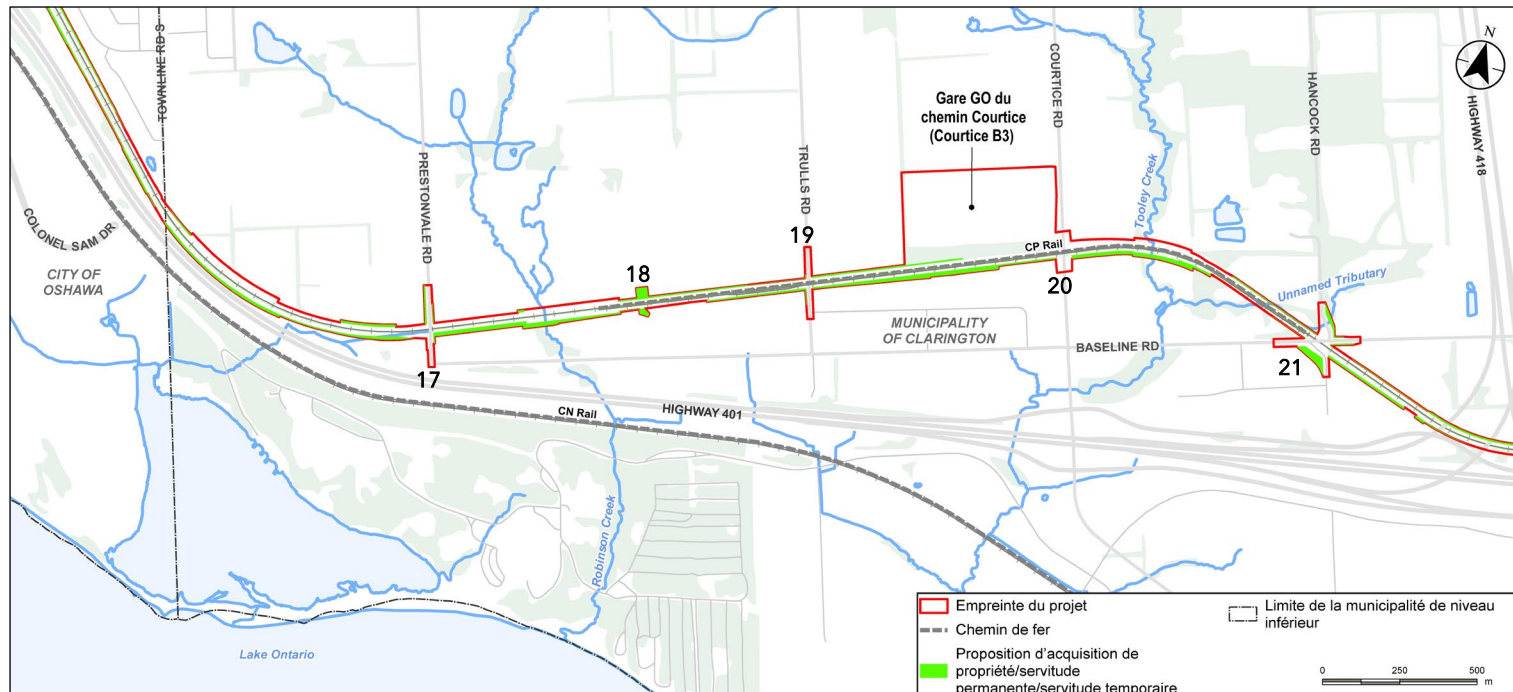 TOWNLINE RD S
PRESTONVALE RD
TRULLS RD
Gare GO du
chemin Courtice
(Courtice B3)
COURTICE RD
Tooley Creek
HANCOCK RD
HIGHWAY 418
N
COLONEL SAM DR
CITY OF
OSHAWA
17
18
19
CP Rail
20
Unnamed Tributary
MUNICIPALITY
OF CLARINGTON
BASELINE RD
21
CN Rail
HIGHWAY 401
Robinson Creek
Lake Ontario
Empreinte du projet
Chemin de fer
Proposition d'acquisition de
propriété/servitude
permanente/servitude temporaire
Limite de la municipalité de niveau
inférieur
0 250 500
m